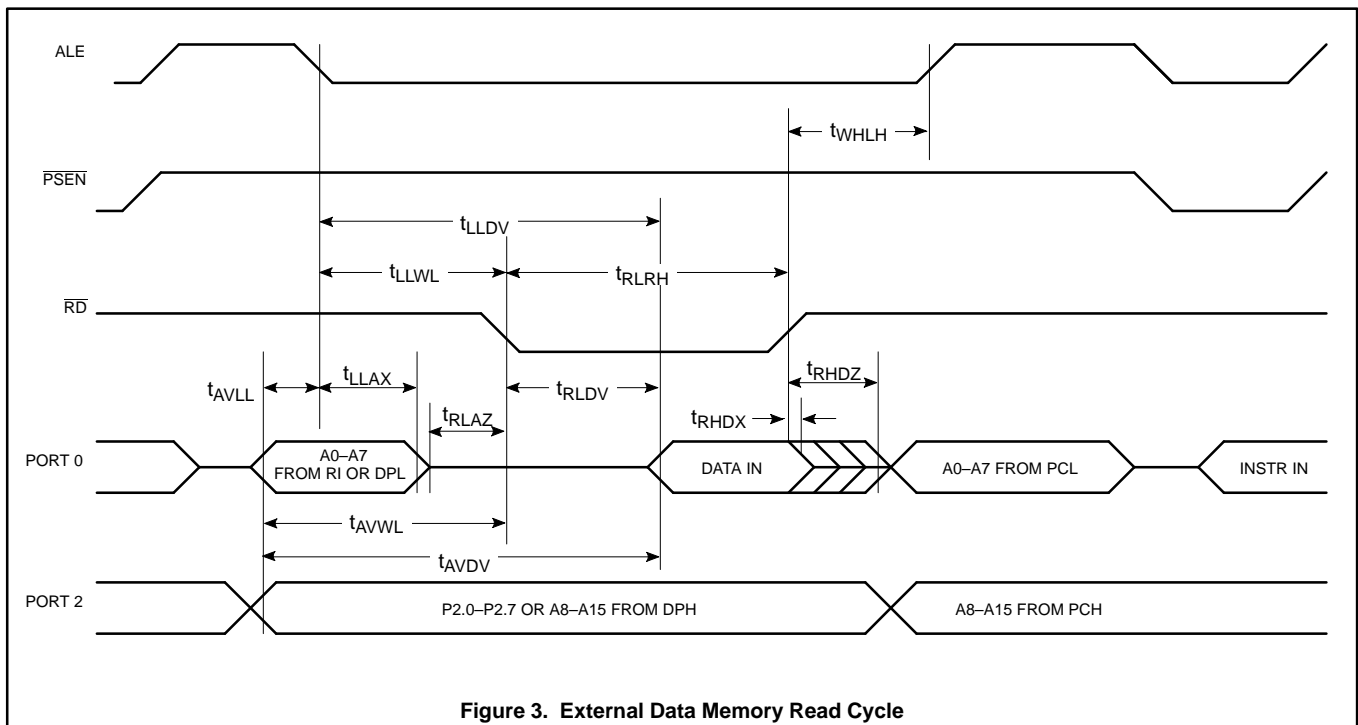 ALE
tWHLH
PSEN
tLLDV
tLLWL
tRLRH
RD
tAVLL
tLLAX
tRLDV
tRHDZ
tRLAZ
tRHDX
PORT 0
A0–A7
FROM RI OR DPL
DATA IN
A0–A7 FROM PCL
INSTR IN
tAVWL
tAVDV
PORT 2
P2.0–P2.7 OR A8–A15 FROM DPH
A8–A15 FROM PCH
Figure 3. External Data Memory Read Cycle